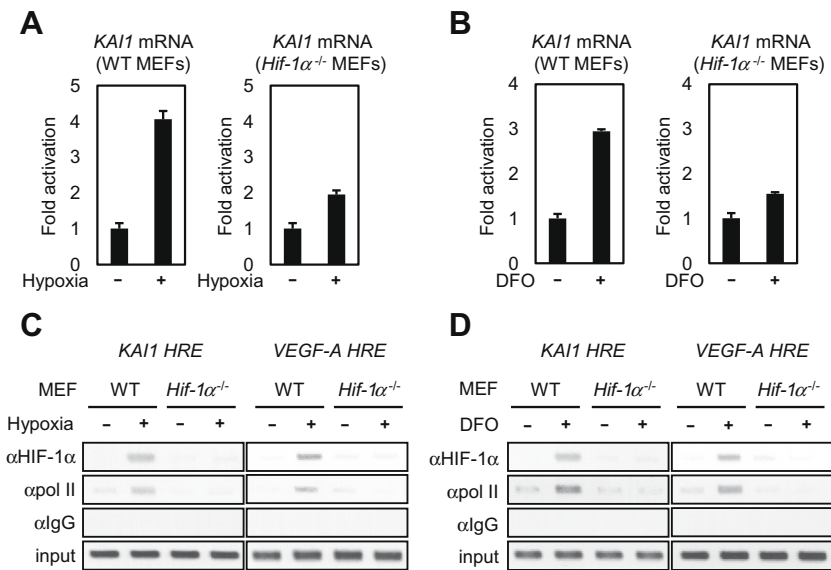 A
KAI1 mRNA
(WT MEFs)
KAI1 mRNA
(Hif-1α-/- MEFs)
Fold activation
5
4
3
2
1
0
Hypoxia − +
Fold activation
5
4
3
2
1
0
Hypoxia − +
B
KAI1 mRNA
(WT MEFs)
KAI1 mRNA
(Hif-1α-/- MEFs)
Fold activation
4
3
2
1
0
DFO − +
Fold activation
4
3
2
1
0
DFO − +
C
KAI1 HRE VEGF-A HRE
MEF WT Hif-1α-/- WT Hif-1α-/-
Hypoxia − + − + − + − +
αHIF-1α
αpol II
αIgG
input
D
KAI1 HRE VEGF-A HRE
MEF WT Hif-1α-/- WT Hif-1α-/-
DFO − + − + − + − +
αHIF-1α
αpol II
αIgG
input